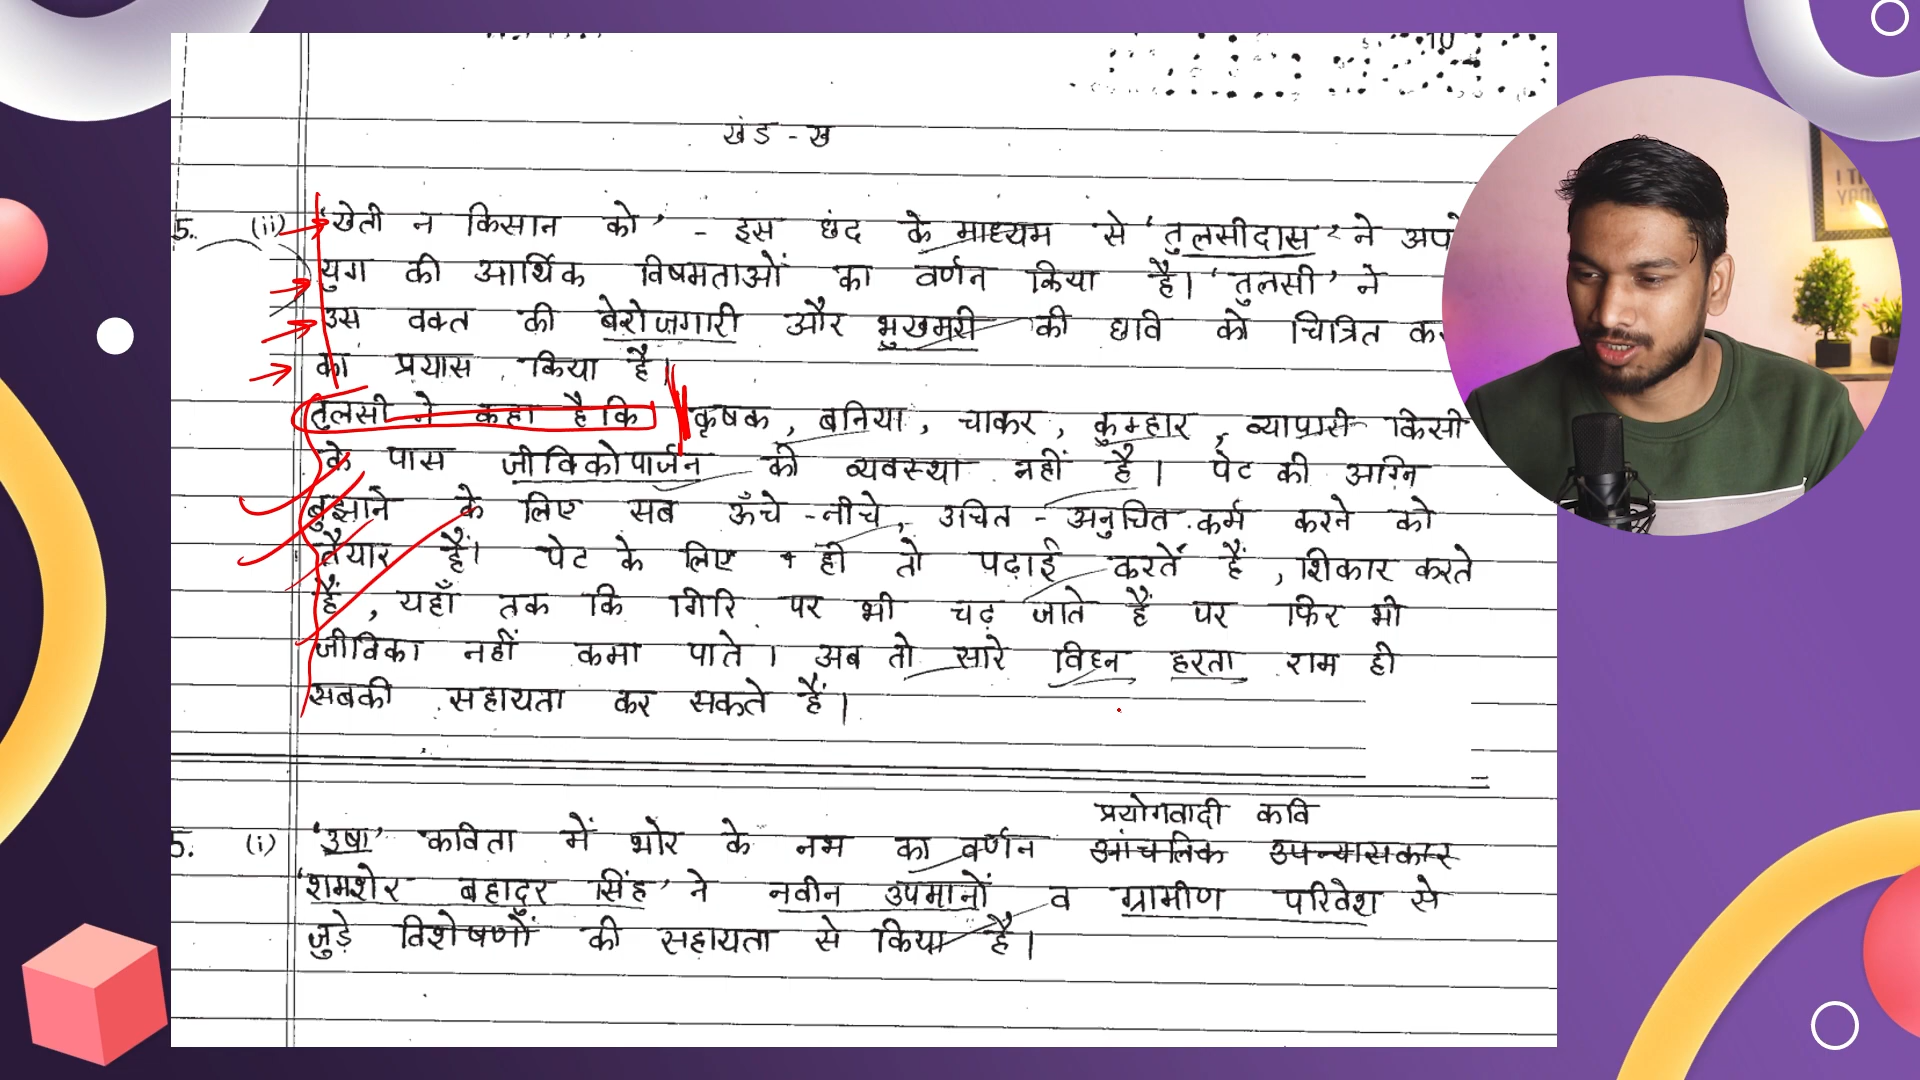 10
खंड - ख
5. (ii) 'खेती न किसान को' - इस छंद के माध्यम से 'तुलसीदास' ने अपने
युग की आर्थिक विषमताओं का वर्णन किया है। 'तुलसी' ने
उस वक्त की बेरोजगारी और भुखमरी की छवि को चित्रित
का प्रयास किया है।
तुलसी ने कहा है कि कृषक, बनिया, चाकर, कुम्हार, व्यापारी किसी
के पास जीविकोपार्जन की व्यवस्था नहीं है। पेट की अग्नि
बुझाने के लिए सब ऊँचे-नीचे, उचित - अनुचित कर्म करने को
तैयार हैं। पेट के लिए ही तो पढ़ाई करते हैं, शिकार करते
हैं, यहाँ तक कि गिरि पर भी चढ़ जाते हैं पर फिर भी
जीविका नहीं कमा पाते। अब तो सारे विघ्न हरता राम ही
सबकी सहायता कर सकते हैं।
प्रयोगवादी कवि
5. (i) 'उषा' कविता में भोर के नभ का वर्णन आंचलिक उपन्यासकार
'शमशेर बहादुर सिंह' ने नवीन उपमानों व ग्रामीण परिवेश से
जुड़े विशेषणों की सहायता से किया है।